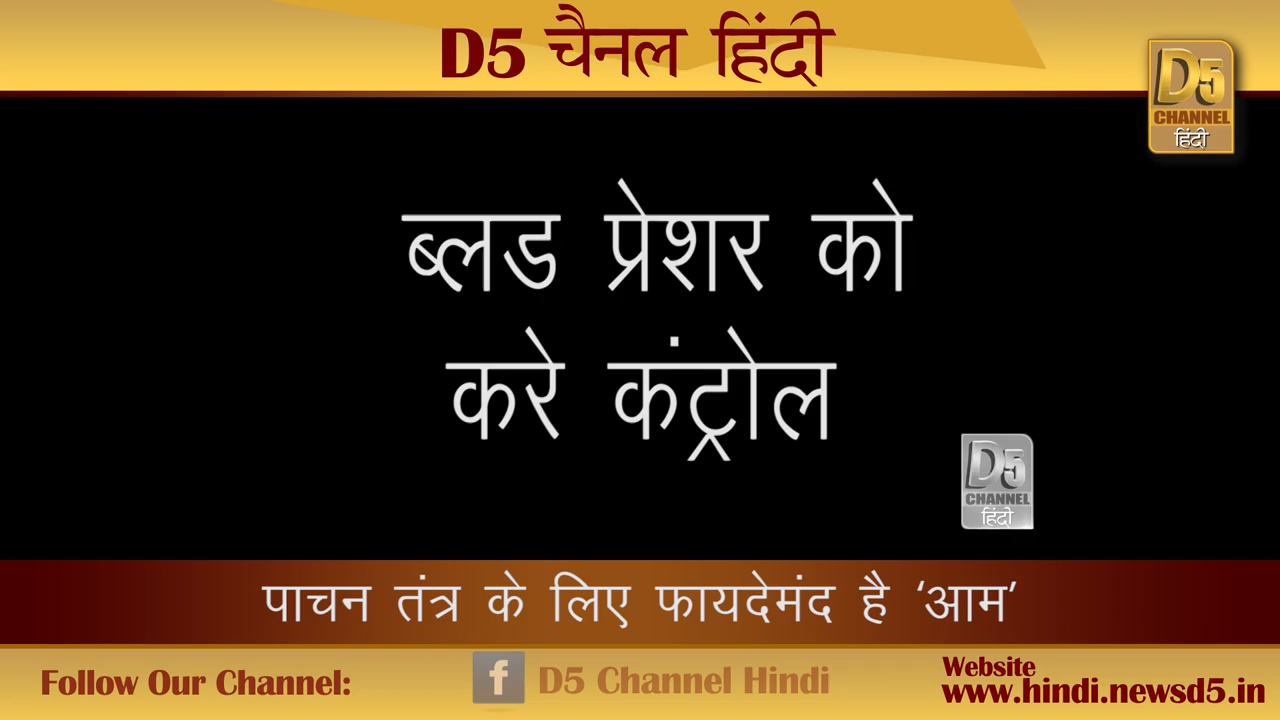 D5 चैनल हिंदी
D5
CHANNEL
हिंदी
ब्लड प्रेशर को
करे कंट्रोल
D5
CHANNEL
हिंदी
पाचन तंत्र के लिए फायदेमंद है ‘आम’
Follow Our Channel:
f D5 Channel Hindi
Website
www.hindi.newsd5.in